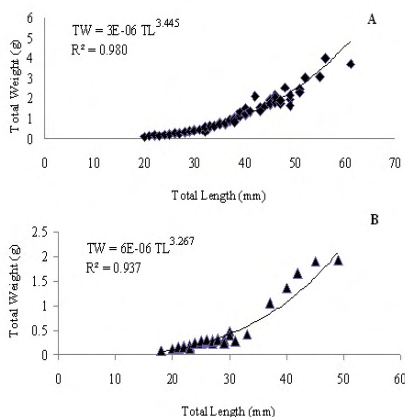 A
TW = 3E-06 TL^3.445
R² = 0.980
Total Weight (g)
6
5
4
3
2
1
0
0 10 20 30 40 50 60 70
Total Length (mm)
B
TW = 6E-06 TL^3.267
R² = 0.937
Total Weight (g)
2.5
2
1.5
1
0.5
0
0 10 20 30 40 50 60
Total Length (mm)